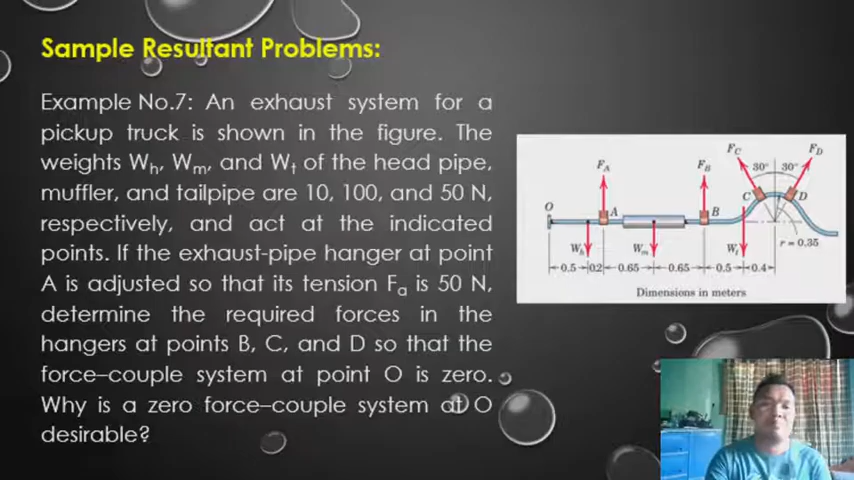 Sample Resultant Problems:
Example No.7: An exhaust system for a
pickup truck is shown in the figure. The
weights Wh, Wm, and Wt of the head pipe,
muffler, and tailpipe are 10, 100, and 50 N,
respectively, and act at the indicated
points. If the exhaust-pipe hanger at point
A is adjusted so that its tension Fa is 50 N,
determine the required forces in the
hangers at points B, C, and D so that the
force–couple system at point O is zero.
Why is a zero force–couple system at O
desirable?
FC FD
FA FB 30° 30°
O A B C D
Wh Wm Wt r = 0.35
0.5 0.2 0.65 0.65 0.5 0.4
Dimensions in meters